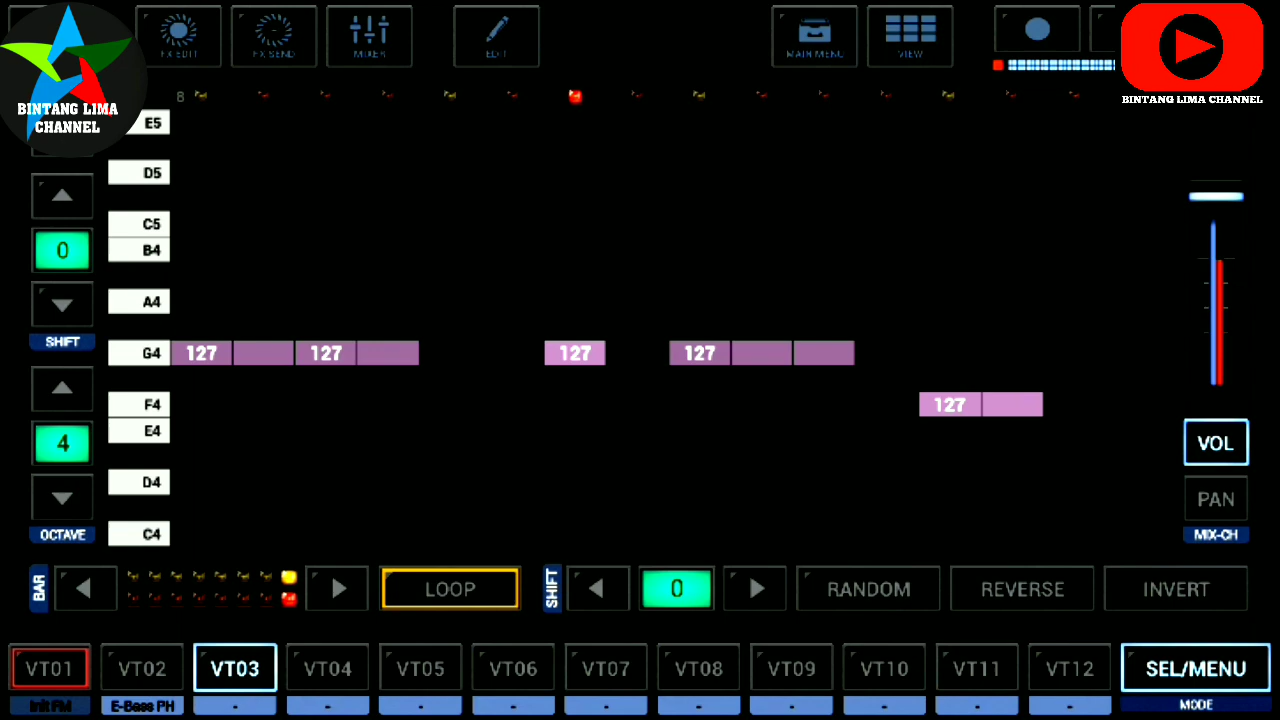 FX EDIT
FX SEND
MIXER
EDIT
MAIN MENU
VIEW
BINTANG LIMA
CHANNEL
BINTANG LIMA CHANNEL
8
E5
D5
C5
B4
A4
G4
F4
E4
D4
C4
0
SHIFT
4
OCTAVE
127
127
127
127
127
VOL
PAN
MIX-CH
BAR
LOOP
SHIFT
0
RANDOM
REVERSE
INVERT
VT01
VT02
VT03
VT04
VT05
VT06
VT07
VT08
VT09
VT10
VT11
VT12
SEL/MENU
Init FM
E-Bass PH
-
-
-
-
-
-
-
-
-
-
MODE